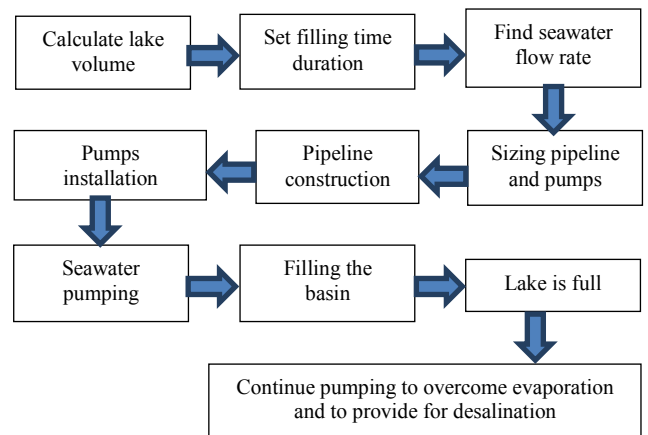 Calculate lake
volume
Set filling time
duration
Find seawater
flow rate
Sizing pipeline
and pumps
Pipeline
construction
Pumps
installation
Seawater
pumping
Filling the
basin
Lake is full
Continue pumping to overcome evaporation
and to provide for desalination